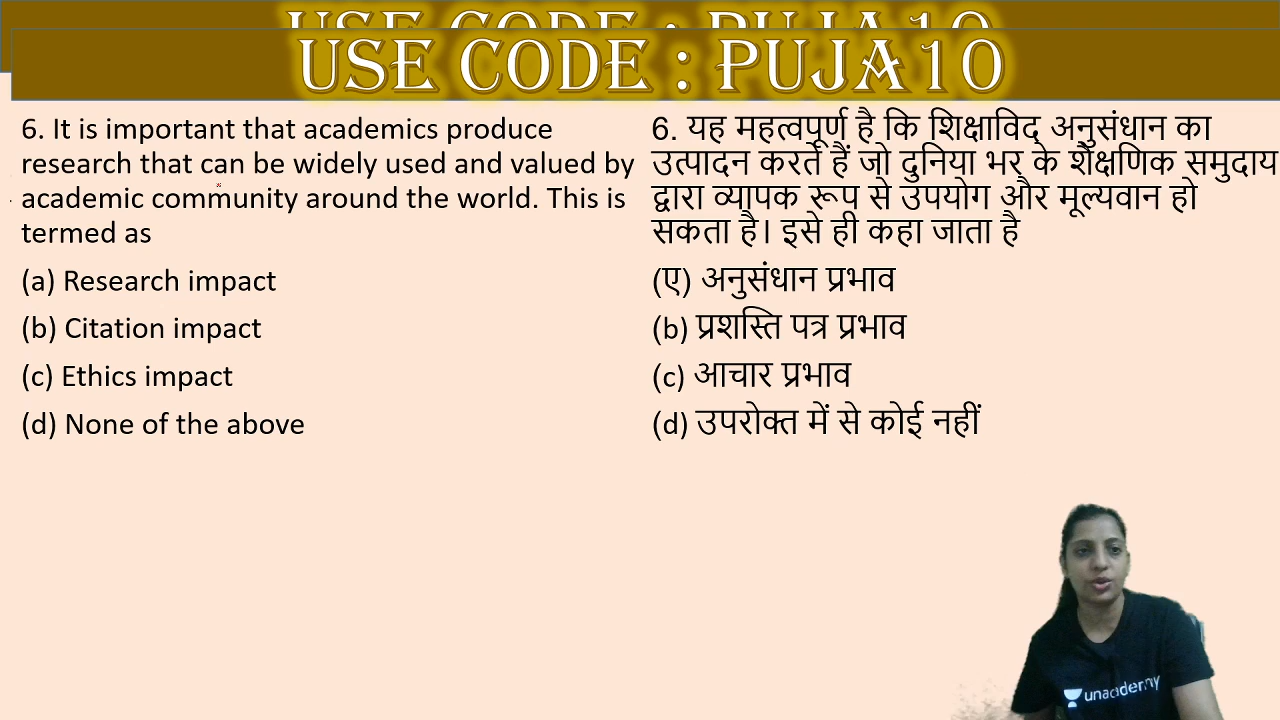 USE CODE : PUJA10
USE CODE : PUJA10
6. It is important that academics produce
research that can be widely used and valued by
academic community around the world. This is
termed as
(a) Research impact
(b) Citation impact
(c) Ethics impact
(d) None of the above
6. यह महत्वपूर्ण है कि शिक्षाविद अनुसंधान का
उत्पादन करते हैं जो दुनिया भर के शैक्षणिक समुदाय
द्वारा व्यापक रूप से उपयोग और मूल्यवान हो
सकता है। इसे ही कहा जाता है
(ए) अनुसंधान प्रभाव
(b) प्रशस्ति पत्र प्रभाव
(c) आचार प्रभाव
(d) उपरोक्त में से कोई नहीं
unacademy